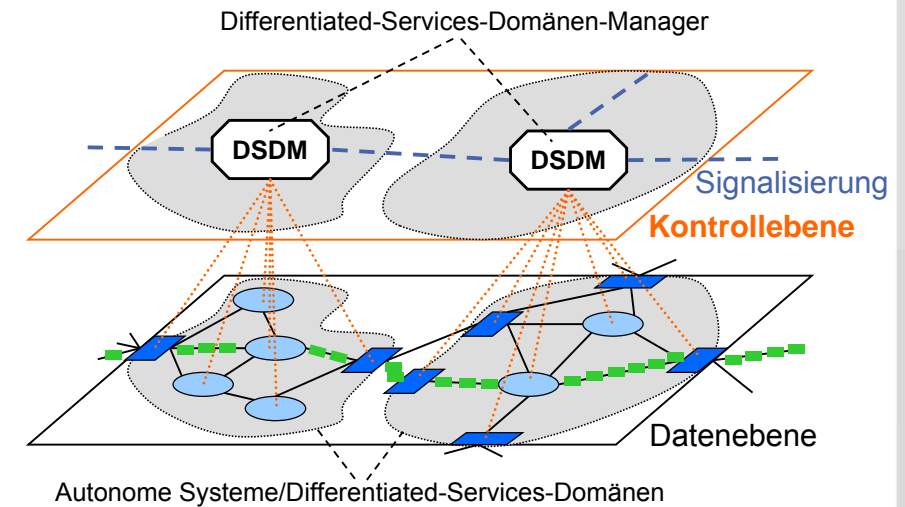 Differentiated-Services-Domänen-Manager
DSDM
DSDM
Signalisierung
Kontrollebene
Datenebene
Autonome Systeme/Differentiated-Services-Domänen